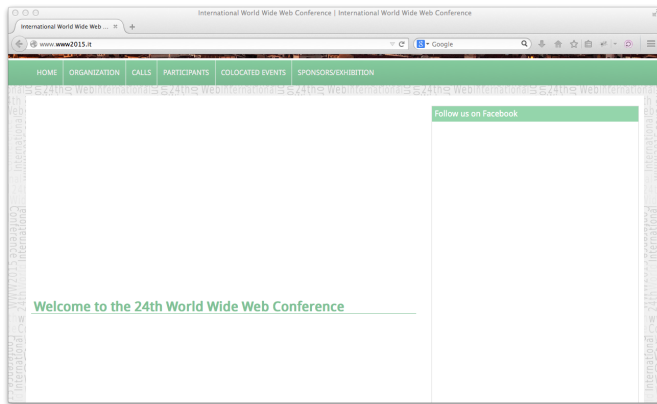 International World Wide Web Conference | International World Wide Web Conference
International World Wide Web ...
www.www2015.it
Google
HOME ORGANIZATION CALLS PARTICIPANTS COLOCATED EVENTS SPONSORS/EXHIBITION
Follow us on Facebook
Welcome to the 24th World Wide Web Conference